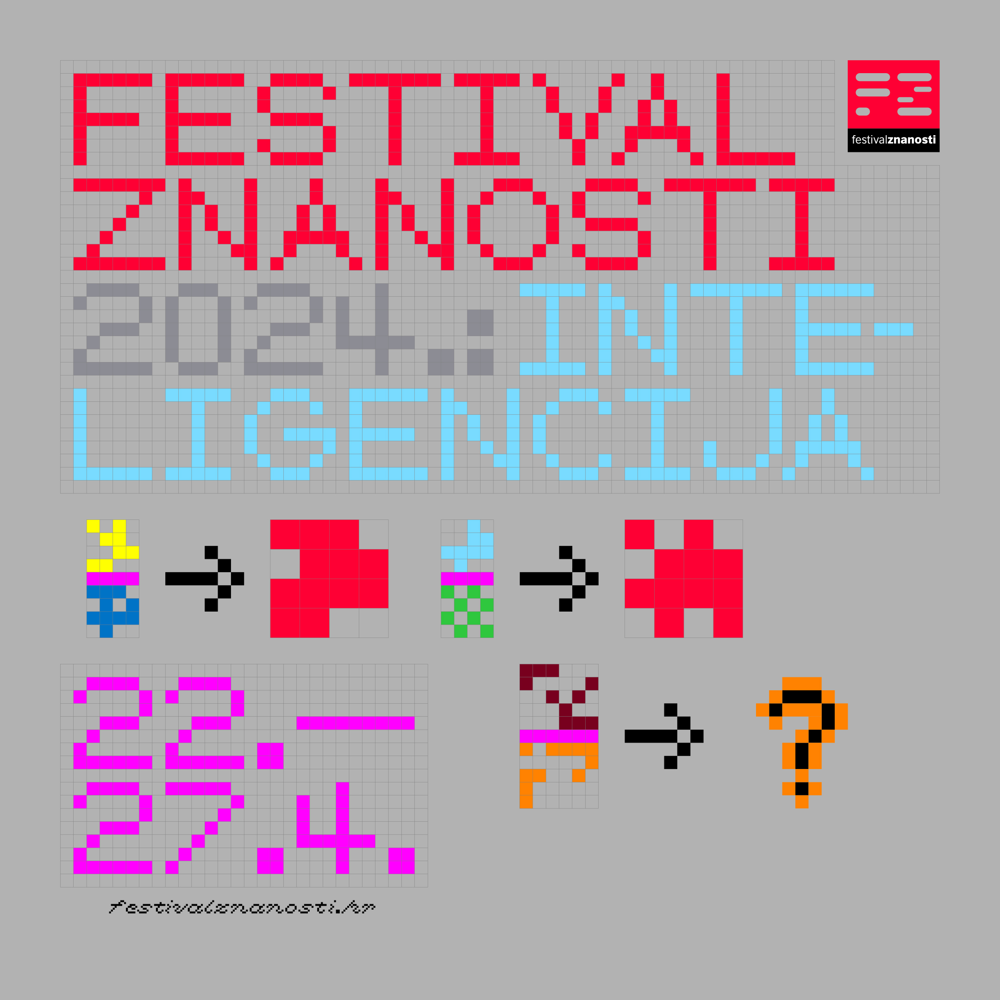 FESTIVAL
festivalznanosti
ZNANOSTI
2024.: INTE-
LIGENCIJA
22. –
27. 4.
?
festivalznanosti.hr